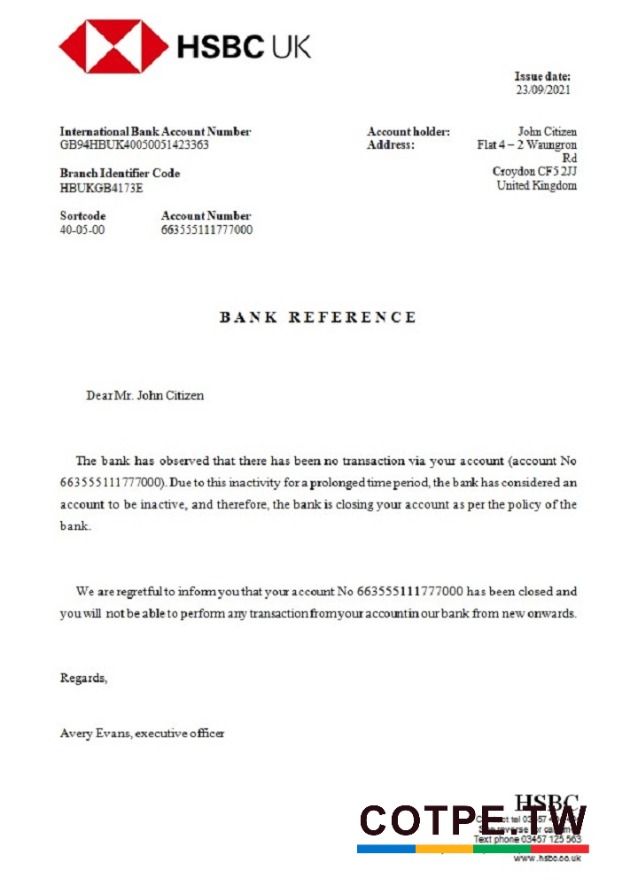 HSBC UK
Issue date:
23/09/2021
International Bank Account Number
GB94HBUK40050051423363
Account holder: John Citizen
Address: Flat 4 – 2 Waungron
Rd
Croydon CF5 2JJ
United Kingdom
Branch Identifier Code
HBUKGB4173E
Sortcode Account Number
40-05-00 663555111777000
BANK REFERENCE
Dear Mr. John Citizen
The bank has observed that there has been no transaction via your account (account No
663555111777000). Due to this inactivity for a prolonged time period, the bank has considered an
account to be inactive, and therefore, the bank is closing your account as per the policy of the
bank.
We are regretful to inform you that your account No 663555111777000 has been closed and
you will not be able to perform any transaction from your account in our bank from new onwards.
Regards,
Avery Evans, executive officer
HSBC
COTPE.TW
tel
Text phone 03457 125 563
www.hsbc.co.uk